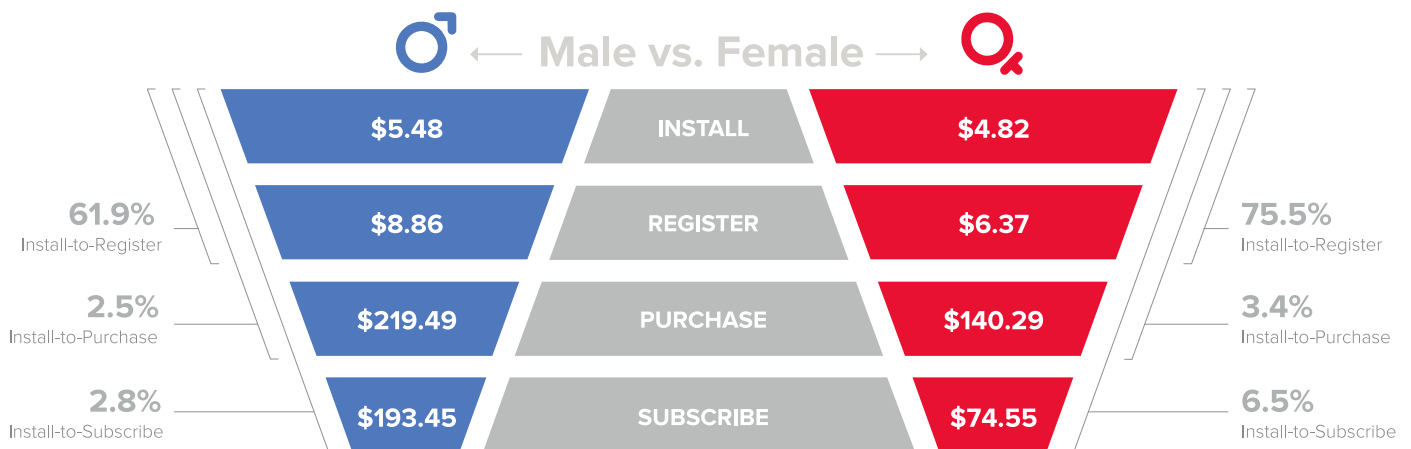 Male vs. Female
$5.48
INSTALL
$4.82
61.9%
Install-to-Register
$8.86
REGISTER
$6.37
75.5%
Install-to-Register
2.5%
Install-to-Purchase
$219.49
PURCHASE
$140.29
3.4%
Install-to-Purchase
2.8%
Install-to-Subscribe
$193.45
SUBSCRIBE
$74.55
6.5%
Install-to-Subscribe